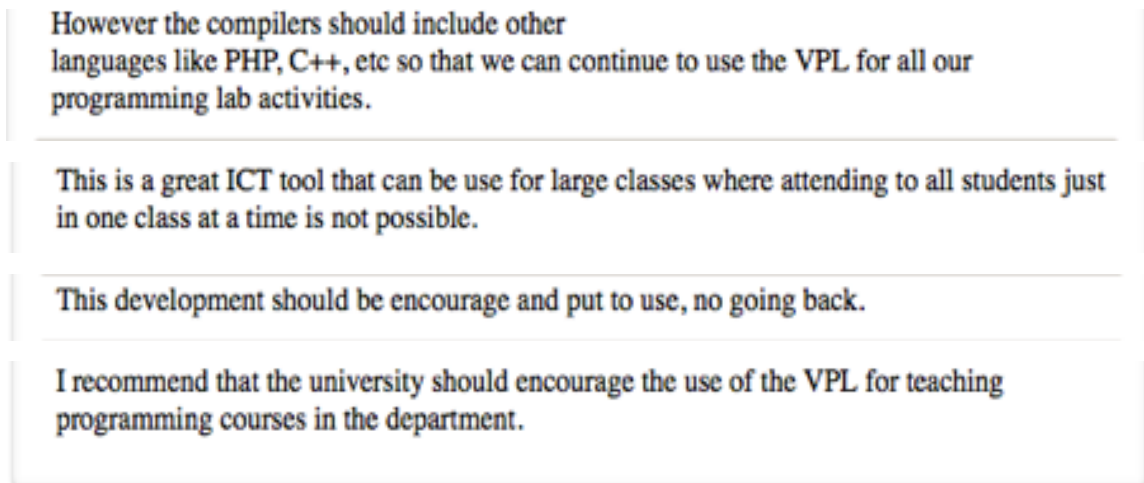 However the compilers should include other
languages like PHP, C++, etc so that we can continue to use the VPL for all our
programming lab activities.
This is a great ICT tool that can be use for large classes where attending to all students just
in one class at a time is not possible.
This development should be encourage and put to use, no going back.
I recommend that the university should encourage the use of the VPL for teaching
programming courses in the department.